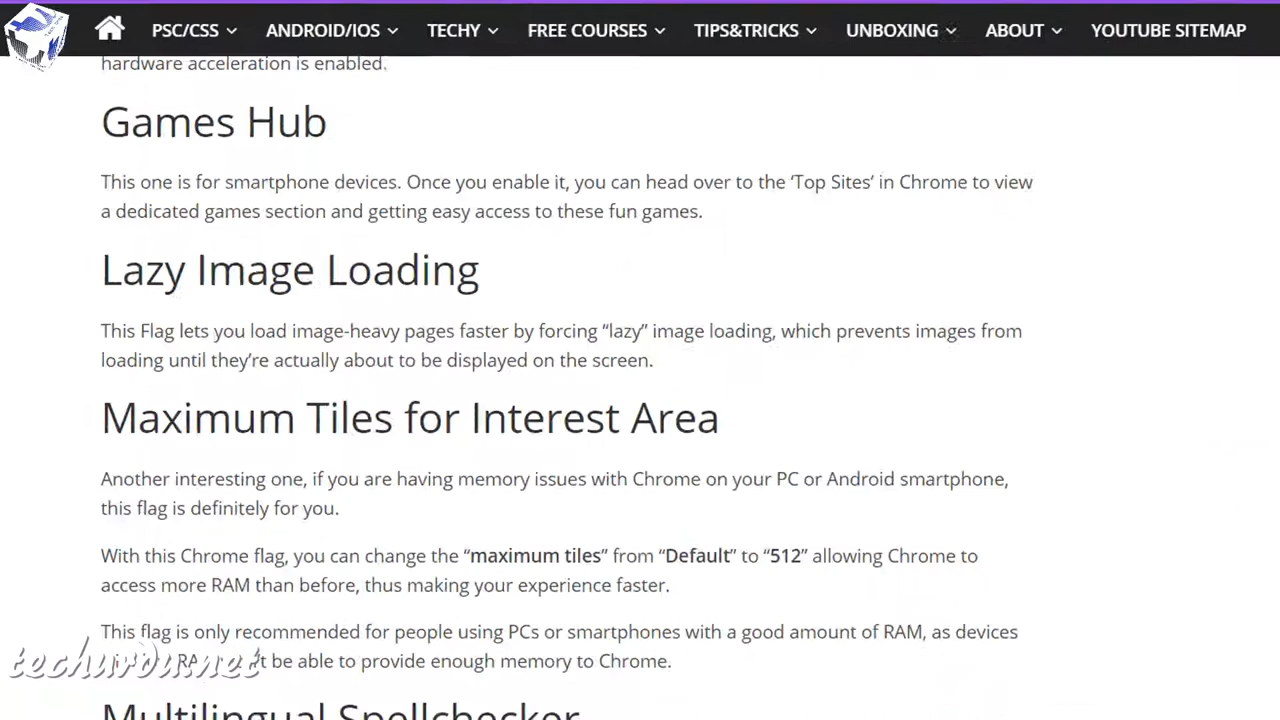 PSC/CSS ANDROID/IOS TECHY FREE COURSES TIPS&TRICKS UNBOXING ABOUT YOUTUBE SITEMAP
hardware acceleration is enabled.
Games Hub
This one is for smartphone devices. Once you enable it, you can head over to the ‘Top Sites‘ in Chrome to view
a dedicated games section and getting easy access to these fun games.
Lazy Image Loading
This Flag lets you load image-heavy pages faster by forcing “lazy” image loading, which prevents images from
loading until they’re actually about to be displayed on the screen.
Maximum Tiles for Interest Area
Another interesting one, if you are having memory issues with Chrome on your PC or Android smartphone,
this flag is definitely for you.
With this Chrome flag, you can change the “maximum tiles” from “Default” to “512” allowing Chrome to
access more RAM than before, thus making your experience faster.
This flag is only recommended for people using PCs or smartphones with a good amount of RAM, as devices
be able to provide enough memory to Chrome.
techurdu.net
Multilingual Spellchecker